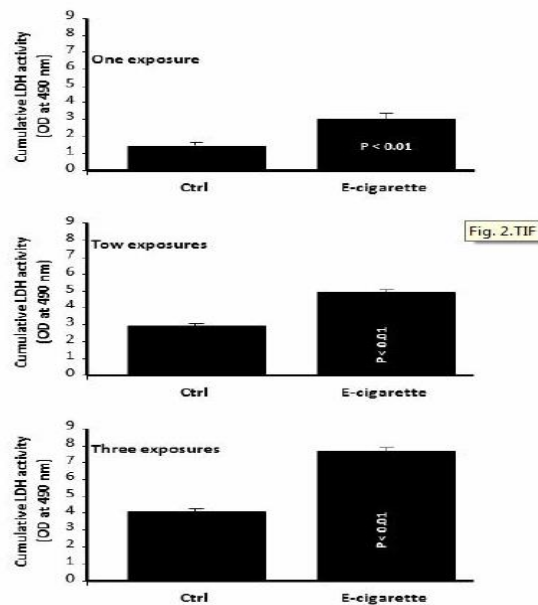 Cumulative LDH activity
[OD at 490 nm]
9
8
7
6
5
4
3
2
1
0
One exposure
P < 0.01
Ctrl
E-cigarette
Fig. 2.TIF
Cumulative LDH activity
[OD at 490 nm]
9
8
7
6
5
4
3
2
1
0
Tow exposures
P < 0.01
Ctrl
E-cigarette
Cumulative LDH activity
[OD at 490 nm]
9
8
7
6
5
4
3
2
1
0
Three exposures
P < 0.01
Ctrl
E-cigarette